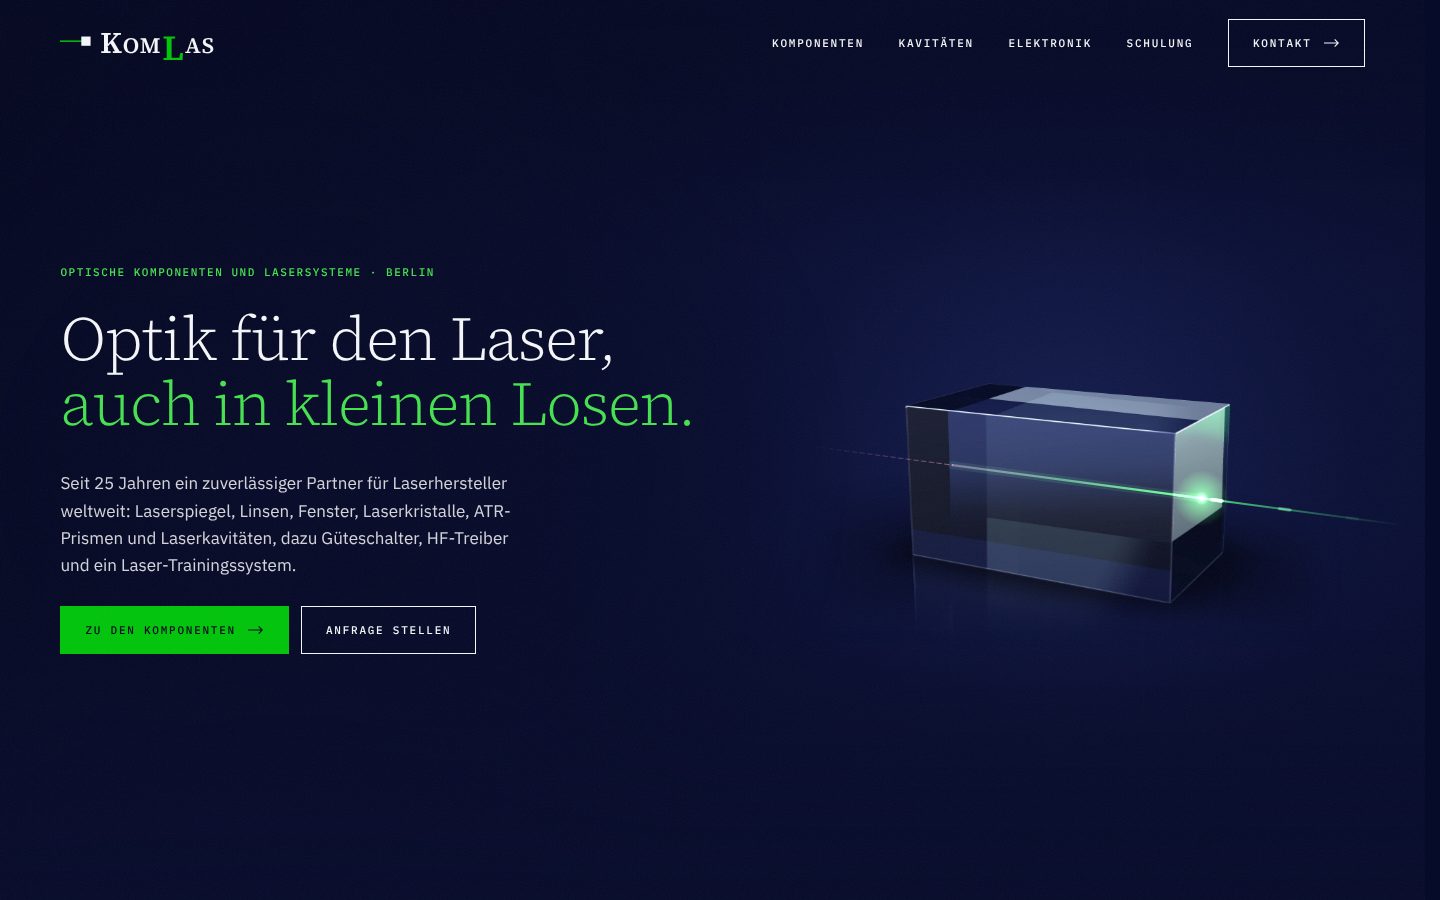 KomLas
KOMPONENTEN KAVITÄTEN ELEKTRONIK SCHULUNG KONTAKT →
OPTISCHE KOMPONENTEN UND LASERSYSTEME · BERLIN
Optik für den Laser,
auch in kleinen Losen.
Seit 25 Jahren ein zuverlässiger Partner für Laserhersteller
weltweit: Laserspiegel, Linsen, Fenster, Laserkristalle, ATR-
Prismen und Laserkavitäten, dazu Güteschalter, HF-Treiber
und ein Laser-Trainingssystem.
ZU DEN KOMPONENTEN → ANFRAGE STELLEN